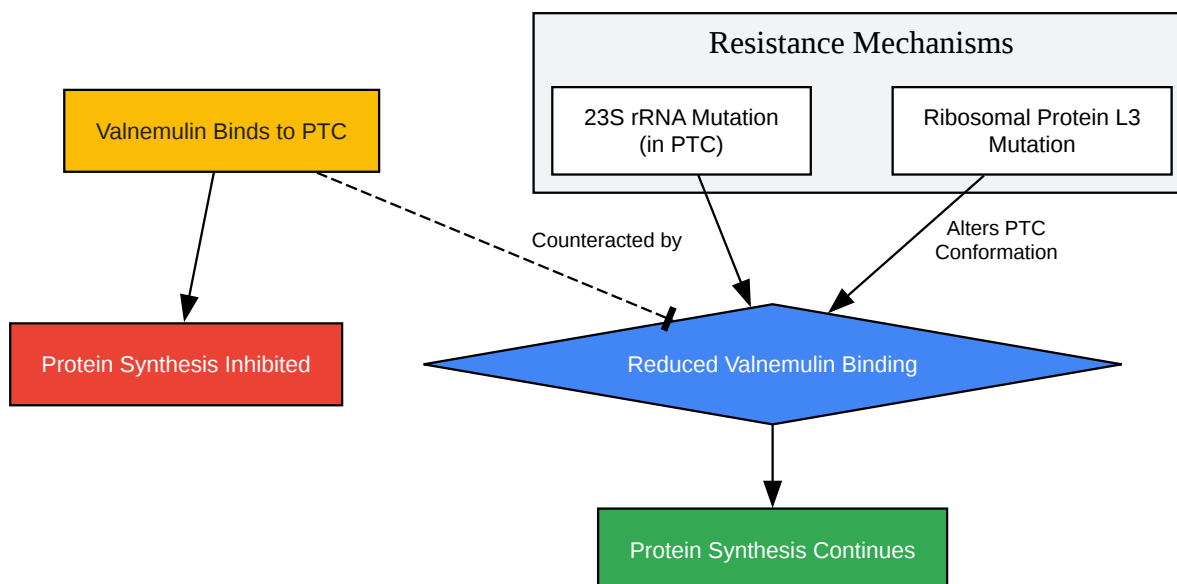 Resistance Mechanisms
Valnemulin Binds to PTC
23S rRNA Mutation
(in PTC)
Ribosomal Protein L3
Mutation
Counteracted by
Alters PTC
Conformation
Protein Synthesis Inhibited
Reduced Valnemulin Binding
Protein Synthesis Continues